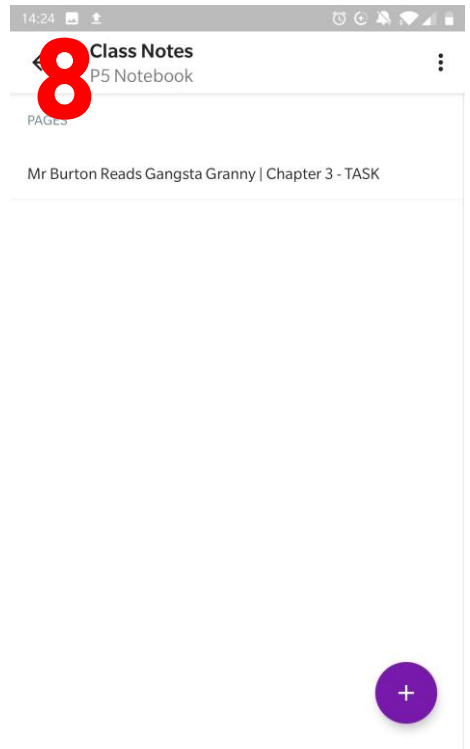 14:24
8
Class Notes
P5 Notebook
PAGES
Mr Burton Reads Gangsta Granny | Chapter 3 - TASK
+